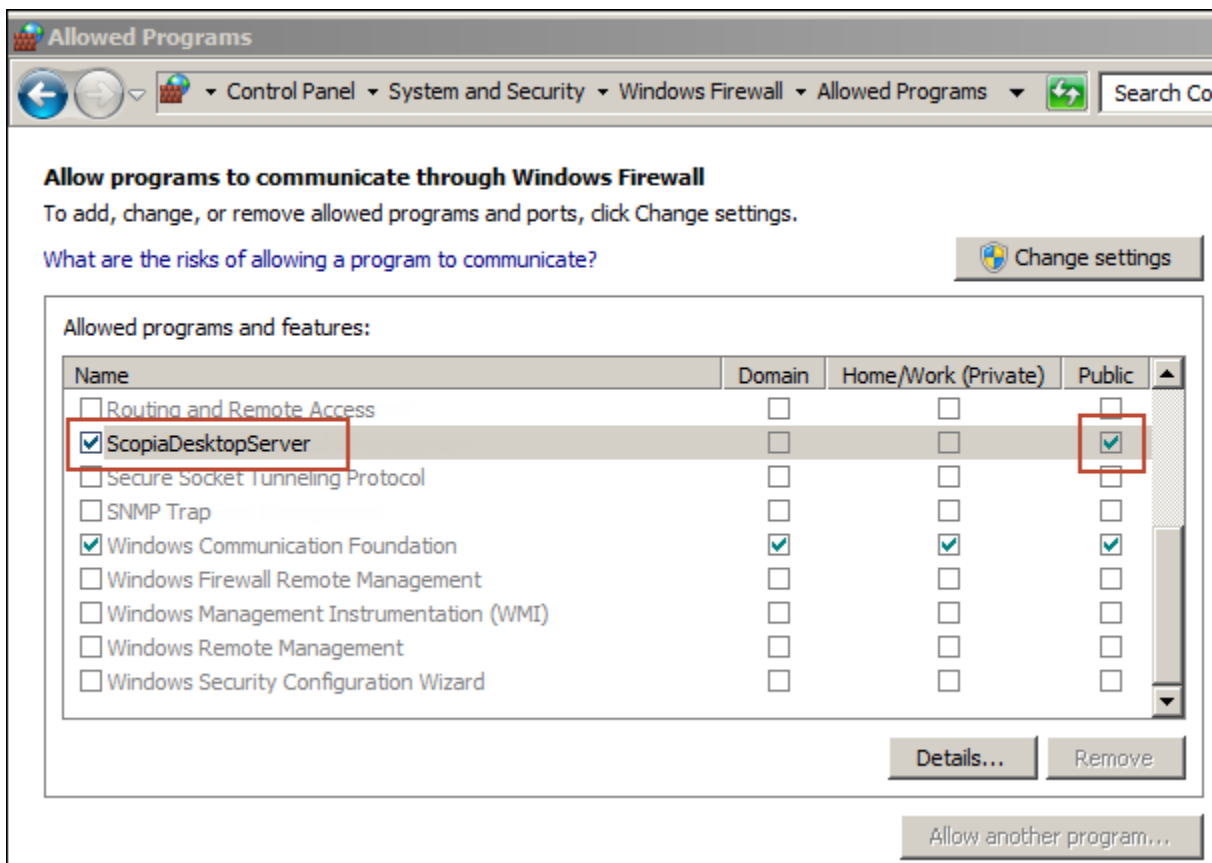 Allowed Programs
Control Panel System and Security Windows Firewall Allowed Programs Search Co
Allow programs to communicate through Windows Firewall
To add, change, or remove allowed programs and ports, click Change settings.
What are the risks of allowing a program to communicate? Change settings
Allowed programs and features:
Name Domain Home/Work (Private) Public
Routing and Remote Access
ScopiaDesktopServer
Secure Socket Tunneling Protocol
SNMP Trap
Windows Communication Foundation
Windows Firewall Remote Management
Windows Management Instrumentation (WMI)
Windows Remote Management
Windows Security Configuration Wizard
Details... Remove
Allow another program...